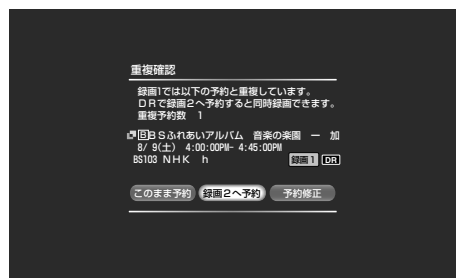 重複確認
録画1では以下の予約と重複しています。
DRで録画2へ予約すると同時録画できます。
重複予約数 1
BSふれあいアルバム 音楽の楽園 ー 加
8/ 9(土) 4:00:00PM- 4:45:00PM
BS103 NHK h 録画1 DR
このまま予約 録画2へ予約 予約修正